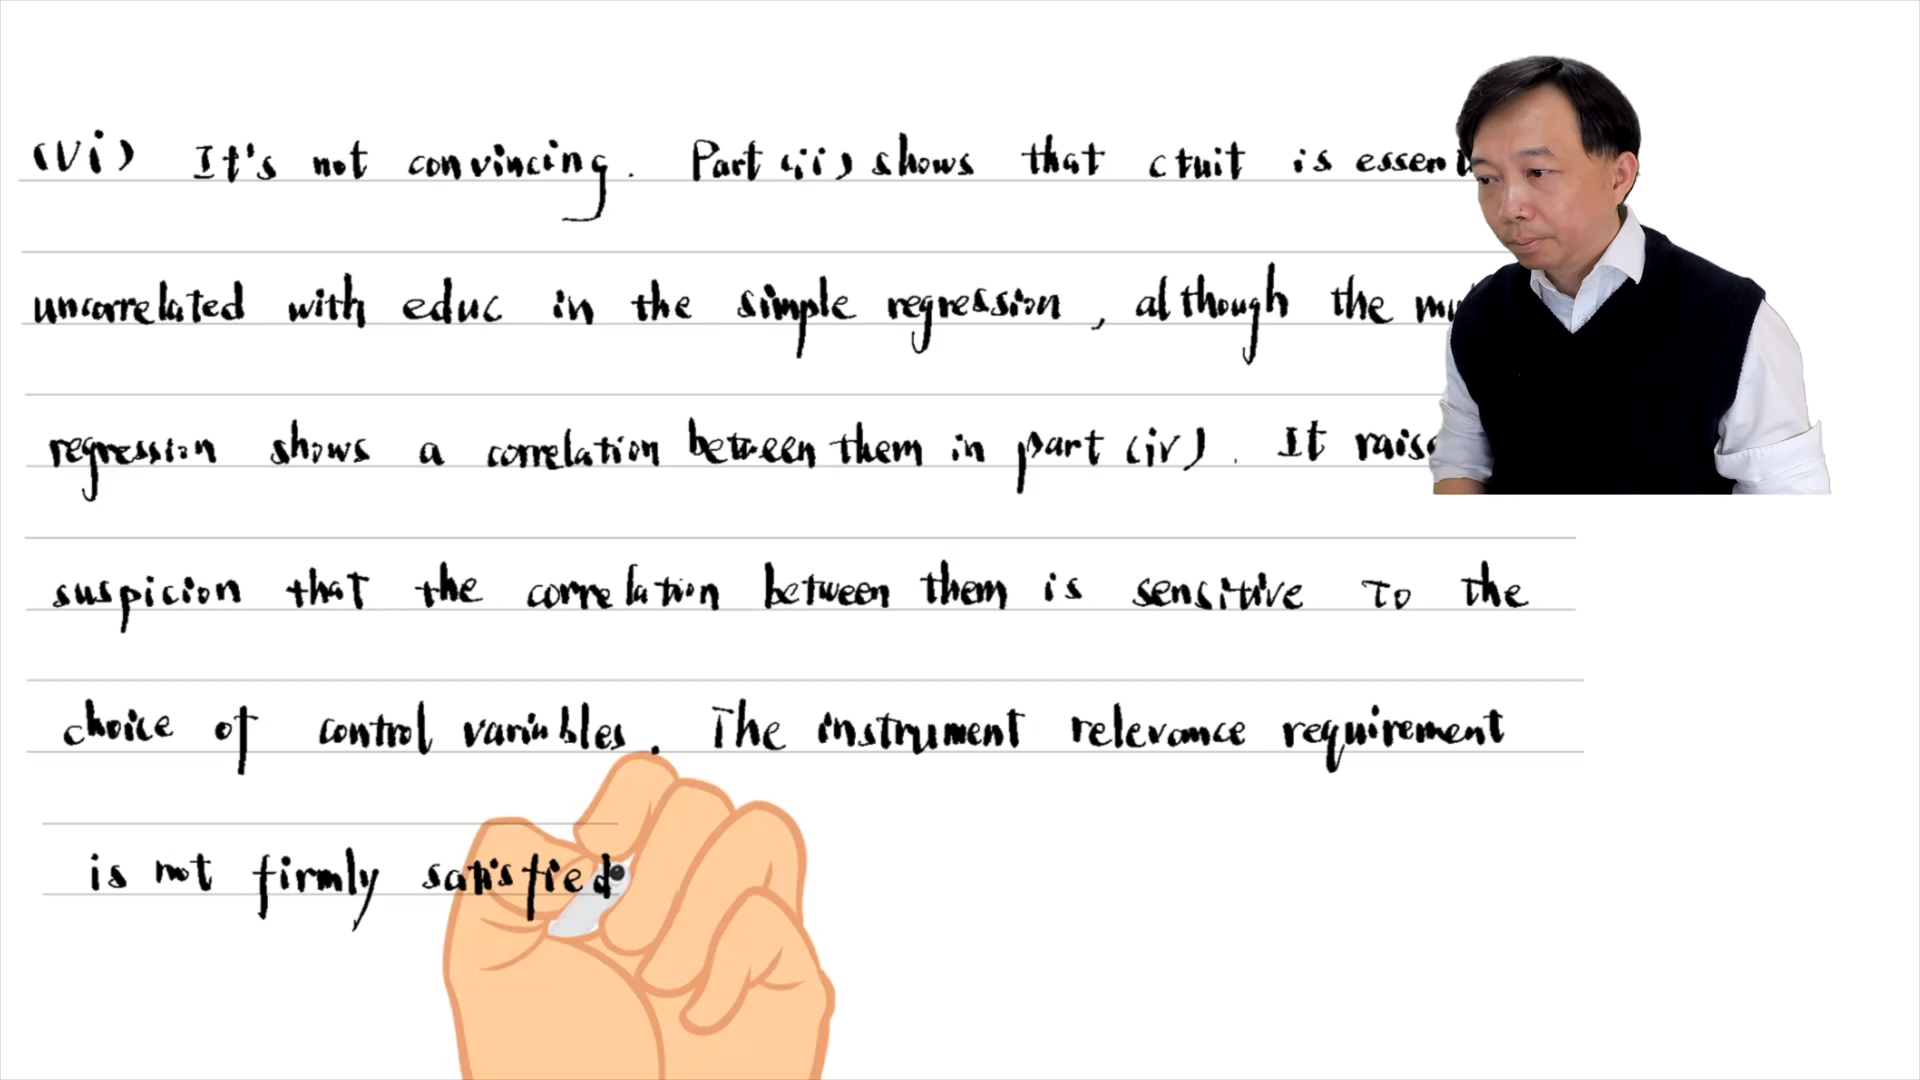 (vi) It's not convincing. Part (ii) shows that ctuit is
uncorrelated with educ in the simple regression, although the
regression shows a correlation between them in part (iv). It
suspicion that the correlation between them is sensitive to the
choice of control variables. The instrument relevance requirement
is not firmly satisfied